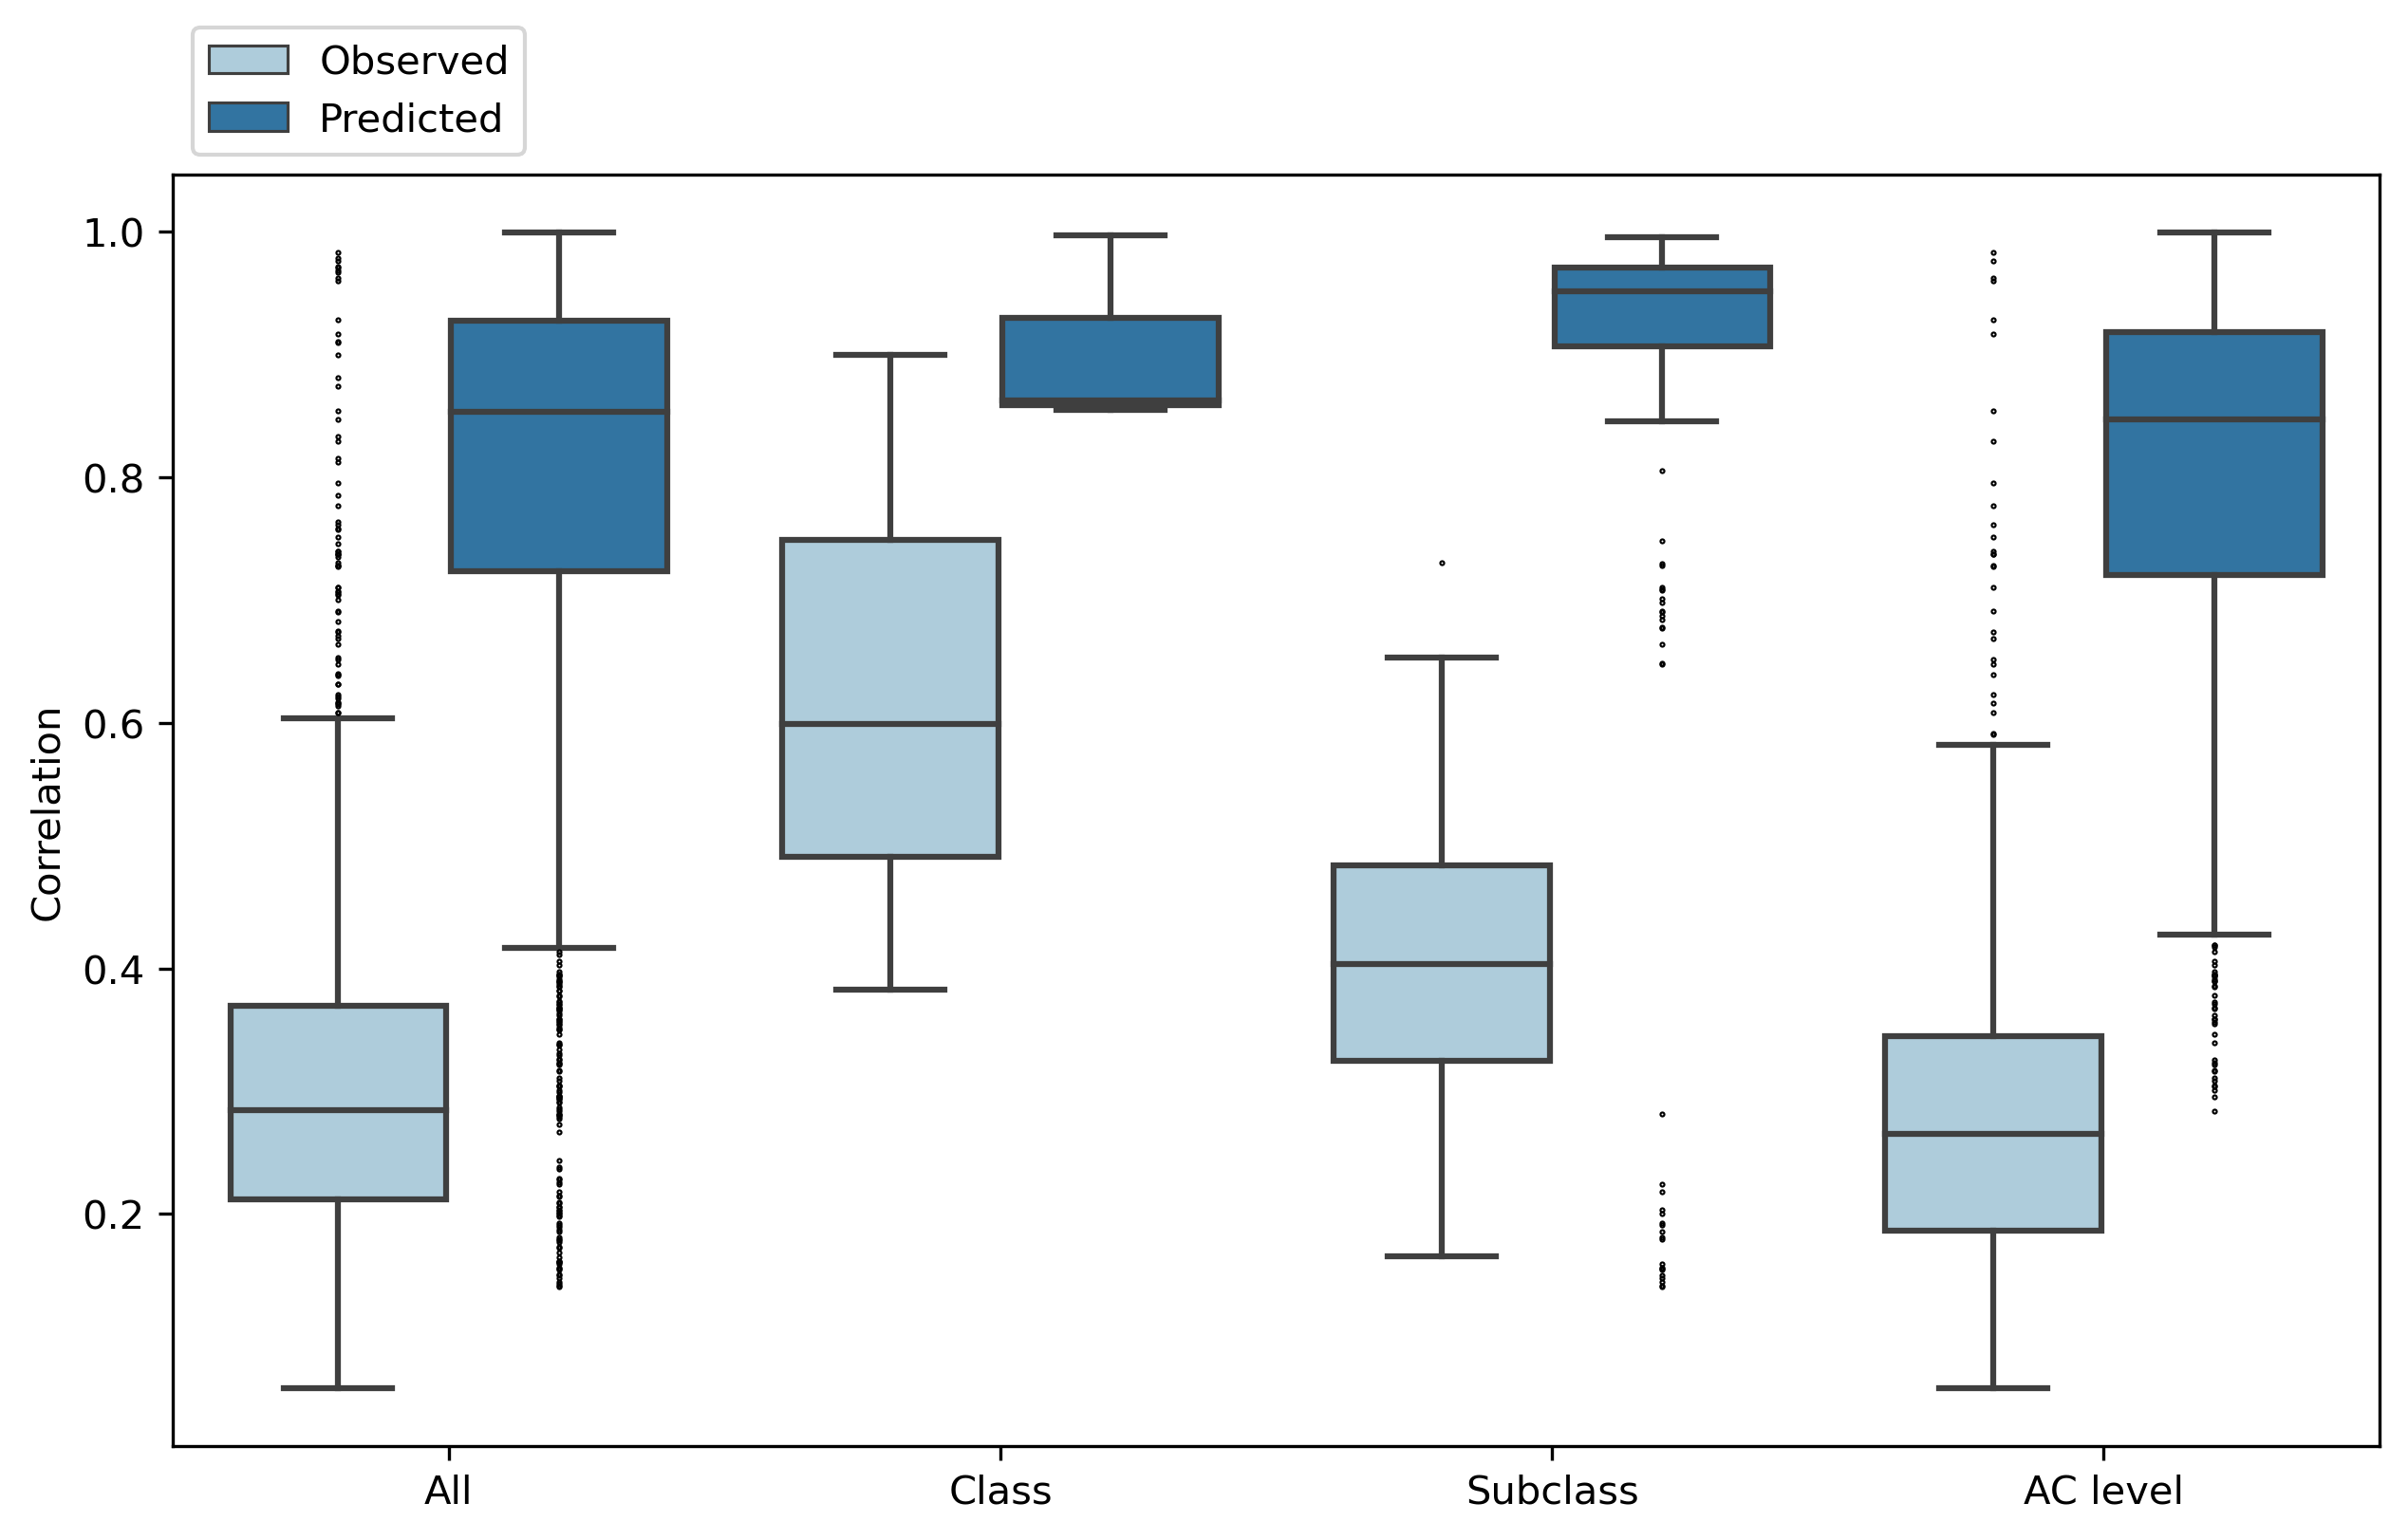 Observed
Predicted
1.0
0.8
0.6
0.4
0.2
Correlation
All
Class
Subclass
AC level